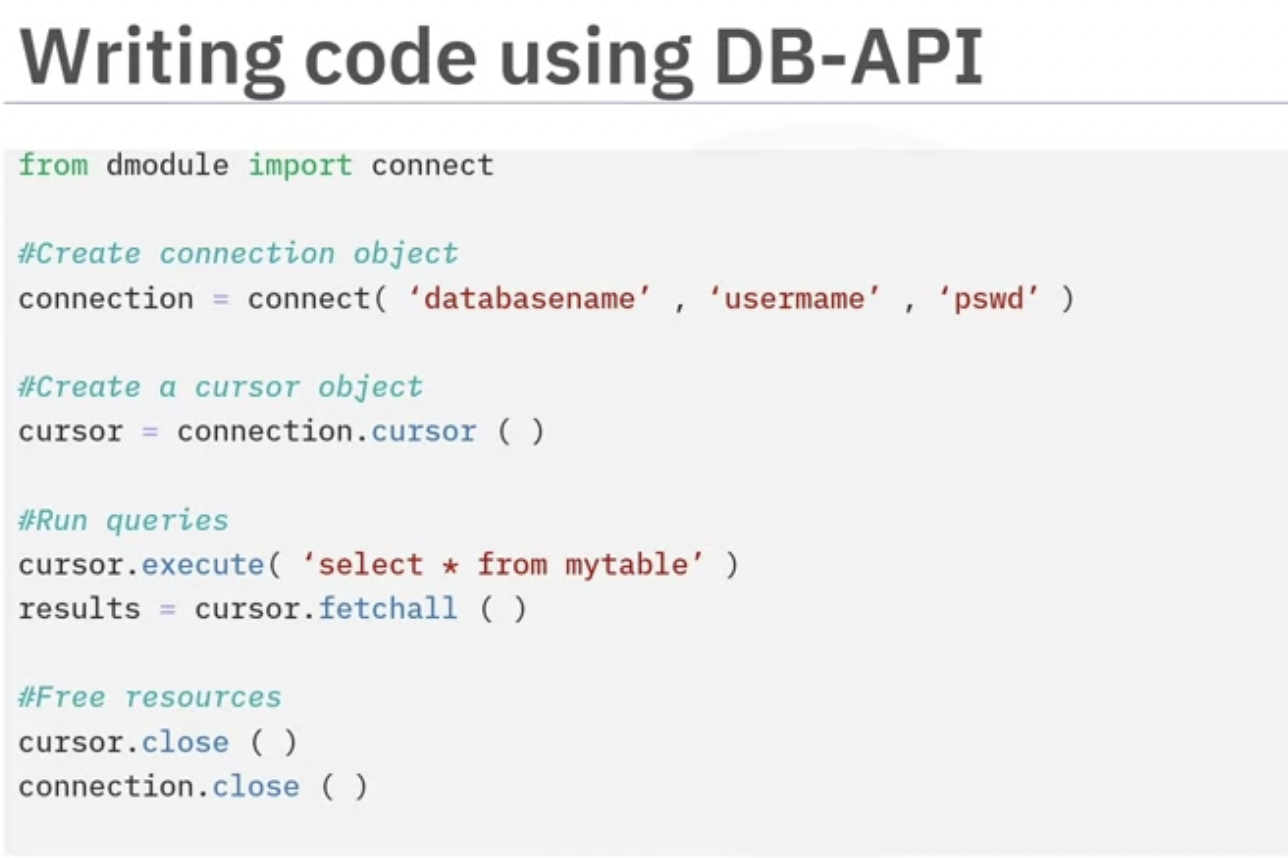 Writing code using DB-API
from dmodule import connect
#Create connection object
connection = connect( ‘databasename’ , ‘usermame’ , ‘pswd’ )
#Create a cursor object
cursor = connection.cursor ( )
#Run queries
cursor.execute( ‘select * from mytable’ )
results = cursor.fetchall ( )
#Free resources
cursor.close ( )
connection.close ( )